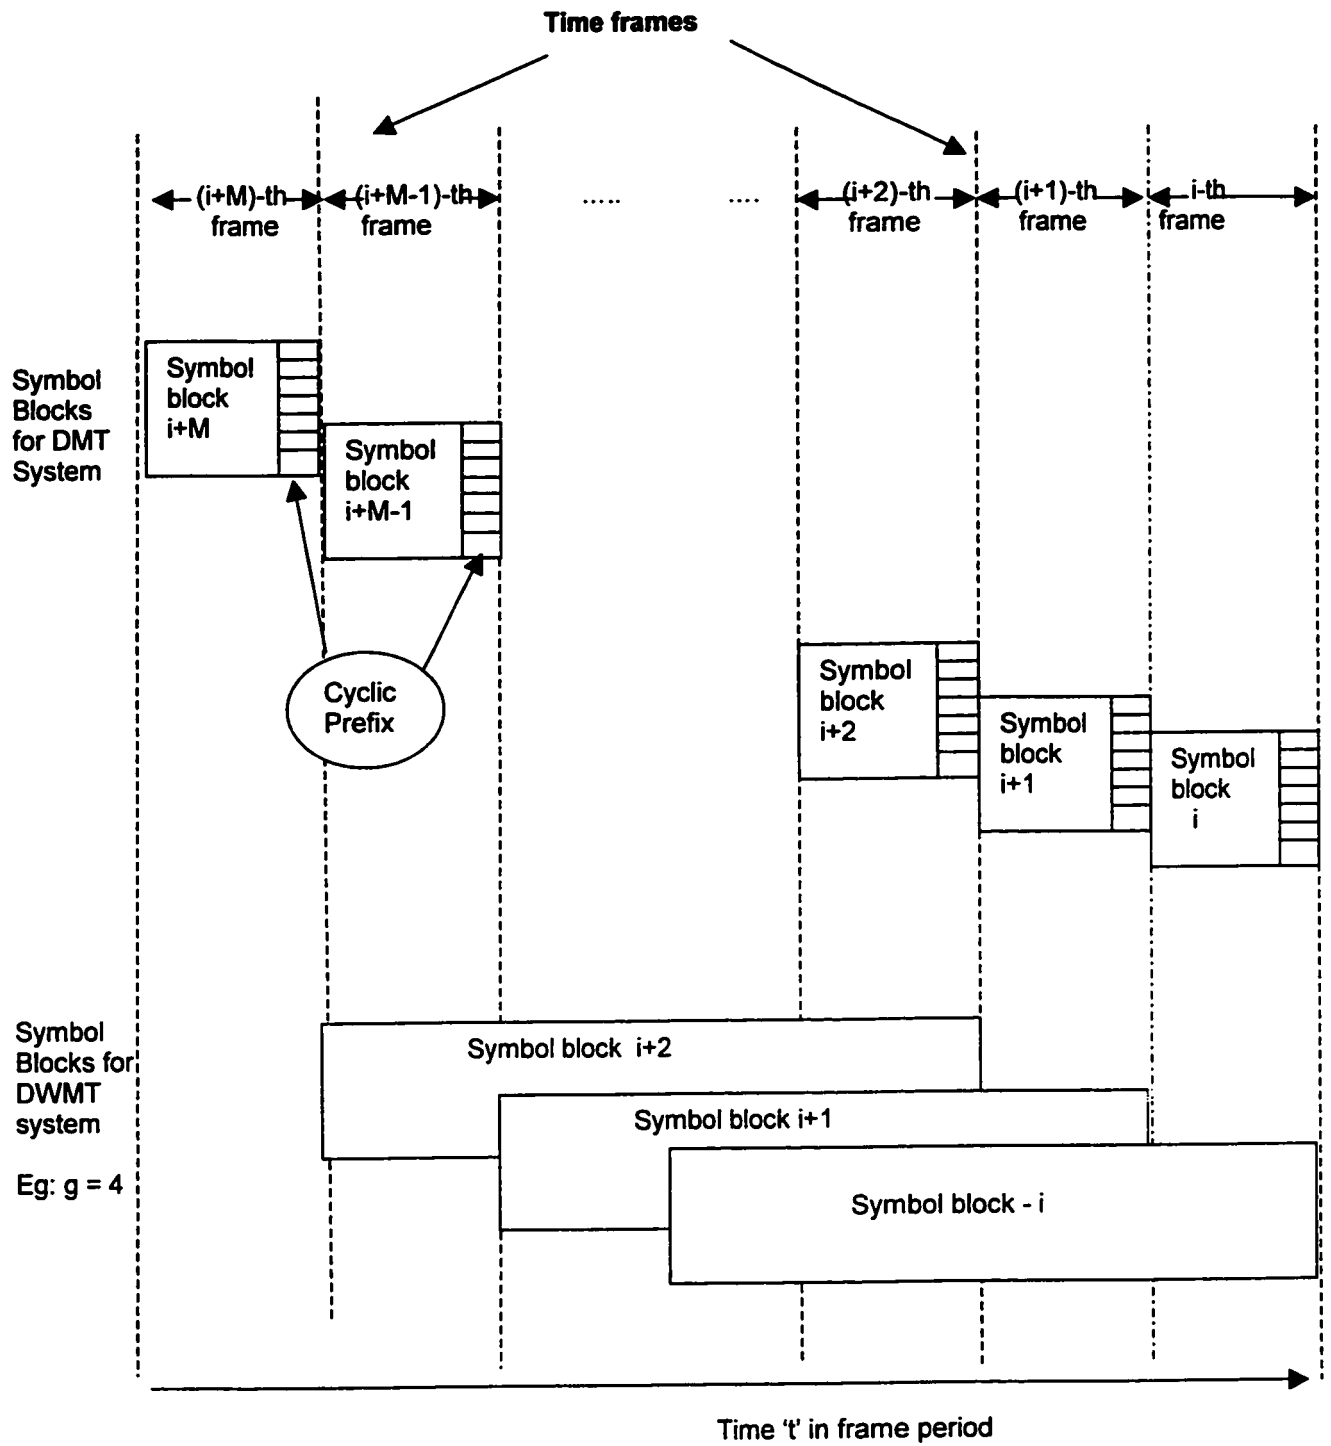 Time frames
(i+M)-th
frame
(i+M-1)-th
frame
.....
....
(i+2)-th
frame
(i+1)-th
frame
i-th
frame
Symbol
Blocks
for DMT
System
Symbol
block
i+M
Symbol
block
i+M-1
Cyclic
Prefix
Symbol
block
i+2
Symbol
block
i+1
Symbol
block
i
Symbol
Blocks for
DWMT
system
Eg: g = 4
Symbol block i+2
Symbol block i+1
Symbol block - i
Time 't' in frame period